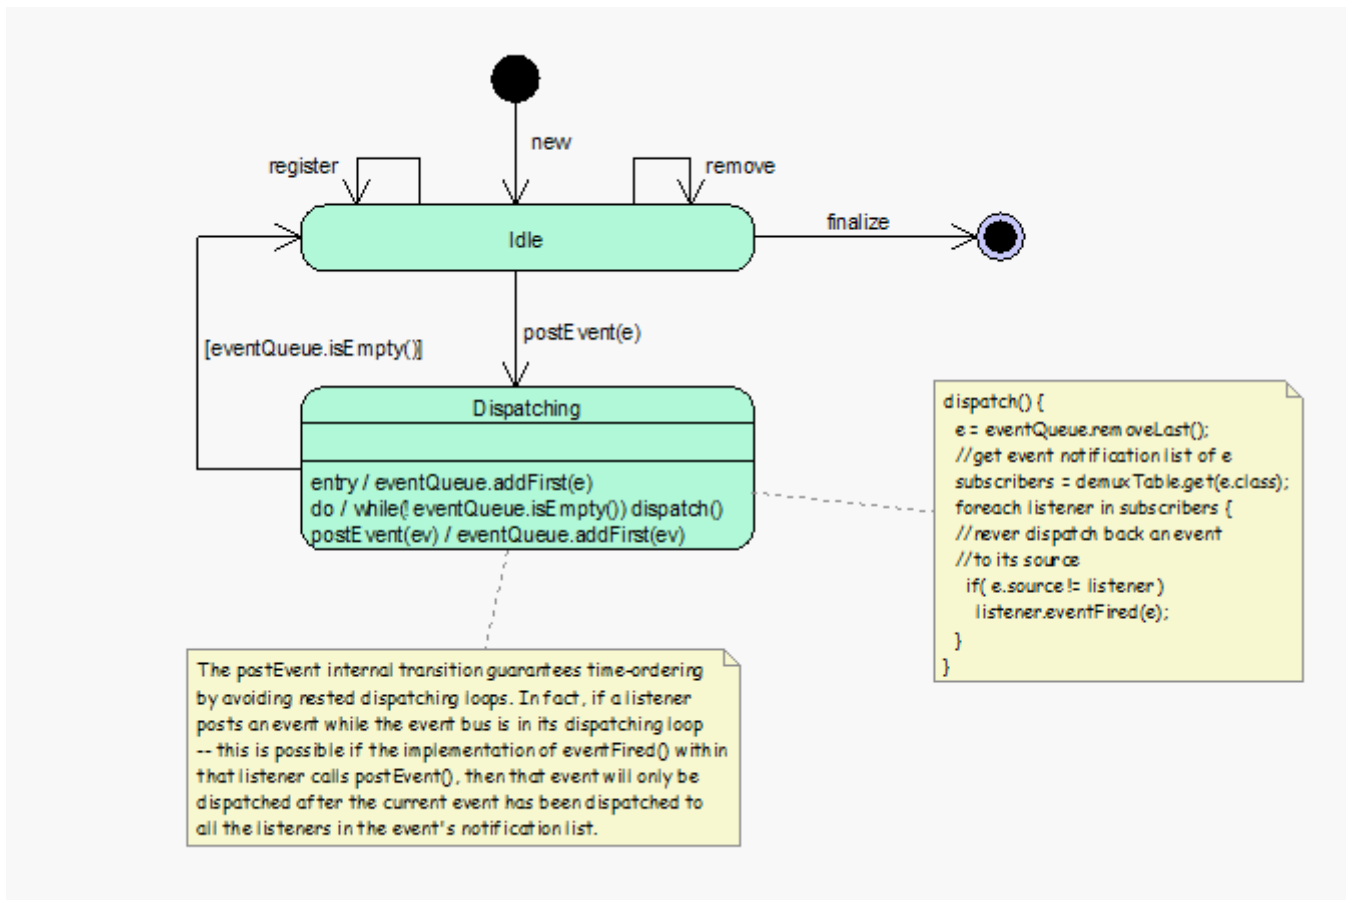 new
register
remove
finalize
Idle
postEvent(e)
[eventQueue.isEmpty()]
Dispatching
entry / eventQueue.addFirst(e)
do / while(! eventQueue.isEmpty()) dispatch()
postEvent(ev) / eventQueue.addFirst(ev)
dispatch() {
e = eventQueue.removeLast();
//get event notification list of e
subscribers = demuxTable.get(e.class);
foreach listener in subscribers {
//never dispatch back an event
//to its source
if( e.source != listener )
listener.eventFired(e);
}
}
The postEvent internal transition guarantees time-ordering
by avoiding nested dispatching loops. In fact, if a listener
posts an event while the event bus is in its dispatching loop
-- this is possible if the implementation of eventFired() within
that listener calls postEvent(), then that event will only be
dispatched after the current event has been dispatched to
all the listeners in the event's notification list.